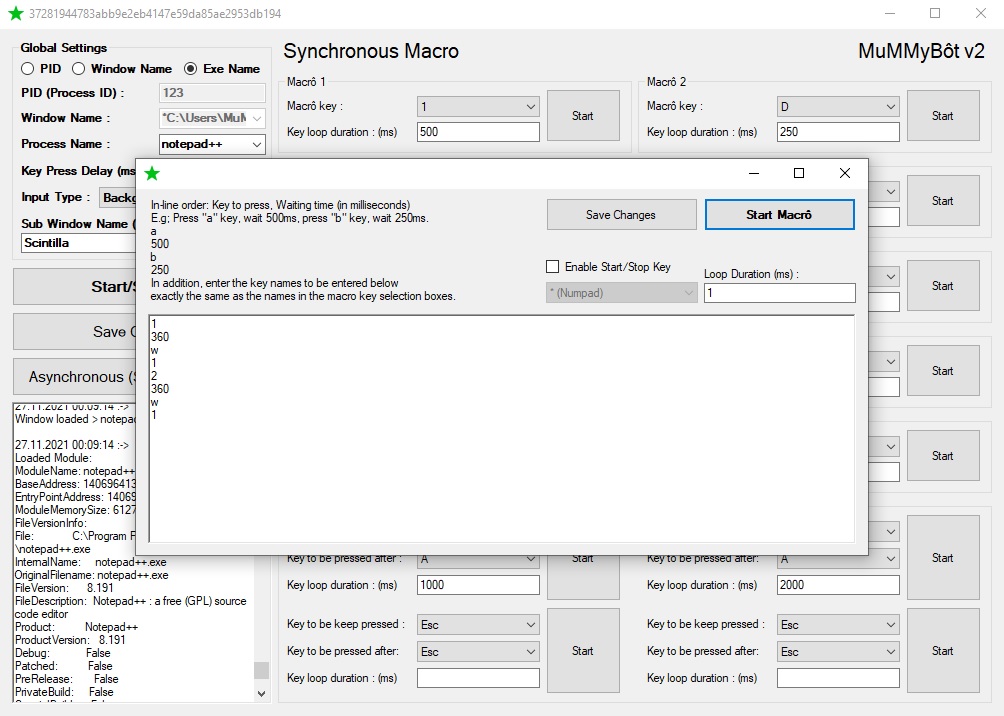 37281944783abb9e2eb4147e59da85ae2953db194
Global Settings
PID
Window Name
Exe Name
PID (Process ID) :
123
Window Name :
"C:\Users\MuM
Process Name :
notepad++
Key Press Delay (ms
Input Type :
Backg
Sub Window Name (
Scintilla
Start/S
Save C
Asynchronous (S
27.11.2021 00:09:14 :->
Window loaded > notepa
27.11.2021 00:09:14 :->
Loaded Module:
ModuleName: notepad++
BaseAddress: 140696413
EntryPointAddress: 14069
ModuleMemorySize: 6127
FileVersionInfo:
File: C:\Program F
\notepad++.exe
InternalName: notepad++.exe
OriginalFilename: notepad++.exe
FileVersion: 8.191
FileDescription: Notepad++ : a free (GPL) source
code editor
Product: Notepad++
ProductVersion: 8.191
Debug: False
Patched: False
PreRelease: False
PrivateBuild: False
Synchronous Macro
MuMMyBôt v2
Macrô 1
Macrô key :
1
Key loop duration : (ms)
500
Start
Macrô 2
Macrô key :
D
Key loop duration : (ms)
250
Start
Start
Start
Start
Start
In-line order: Key to press, Waiting time (in milliseconds)
E.g; Press "a" key, wait 500ms, press "b" key, wait 250ms.
a
500
b
250
In addition, enter the key names to be entered below
exactly the same as the names in the macro key selection boxes.
Save Changes
Start Macrô
Enable Start/Stop Key
* (Numpad)
Loop Duration (ms) :
1
1
360
w
1
2
360
w
1
Key to be pressed after :
A
Key loop duration : (ms)
1000
Start
Key to be pressed after :
A
Key loop duration : (ms)
2000
Start
Key to be keep pressed :
Esc
Key to be pressed after:
Esc
Key loop duration : (ms)
Start
Key to be keep pressed :
Esc
Key to be pressed after:
Esc
Key loop duration : (ms)
Start